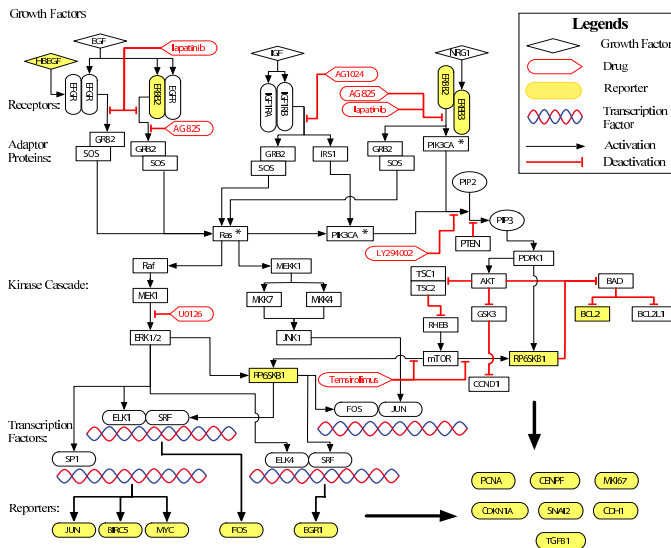 Growth Factors
EGF
HBEGF
lapatinib
IGF
NRG1
Legends
Growth Factor
Drug
Reporter
Transcription
Factor
Activation
Deactivation
AG1024
AG825
lapatinib
EFGR
EFGR
ERBB2
EGFR
IGF1RA
IGF1RB
ERBB2
ERBB3
Receptors:
AG825
GRB2
SOS
GRB2
SOS
GRB2
SOS
IRS1
GRB2
SOS
PIK3CA *
Adaptor
Proteins:
PIP2
PIP3
Ras *
PIK3CA *
LY294002
PTEN
PDPK1
Raf
MEKK1
TSC1
TSC2
AKT
BAD
Kinase Cascade:
MEK1
MKK7
MKK4
GSK3
BCL2
BCL2L11
U0126
RHEB
ERK1/2
JNK1
mTOR
RP6SKB1
RP6SKB1
Temsirolimus
CCND1
ELK1
SRF
FOS
JUN
Transcription
Factors:
SP1
ELK4
SRF
PCNA
CENPF
MKI67
Reporters:
CDKN1A
SNAI2
CDH1
JUN
BIRC5
MYC
FOS
EGR1
TGFB1